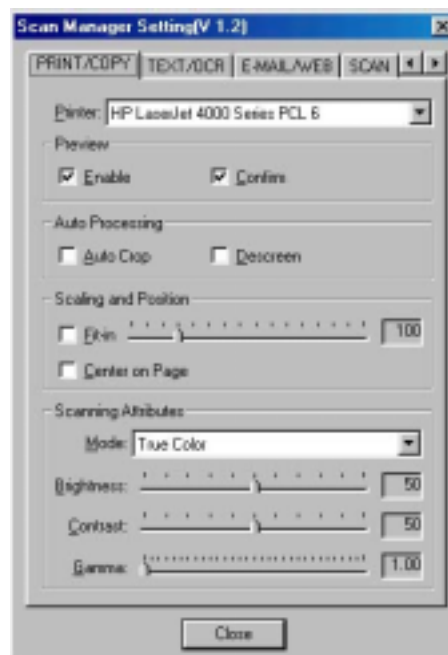 Scan Manager Setting(V 1.2)
PRINT/COPY TEXT/OCR E-MAIL/WEB SCAN
Printer: HP LaserJet 4000 Series PCL 6
Preview
Enable Confirm
Auto Processing
Auto Crop Descreen
Scaling and Position
Fit-in 100
Center on Page
Scanning Attributes
Mode: True Color
Brightness: 50
Contrast: 50
Gamma: 1.00
Close